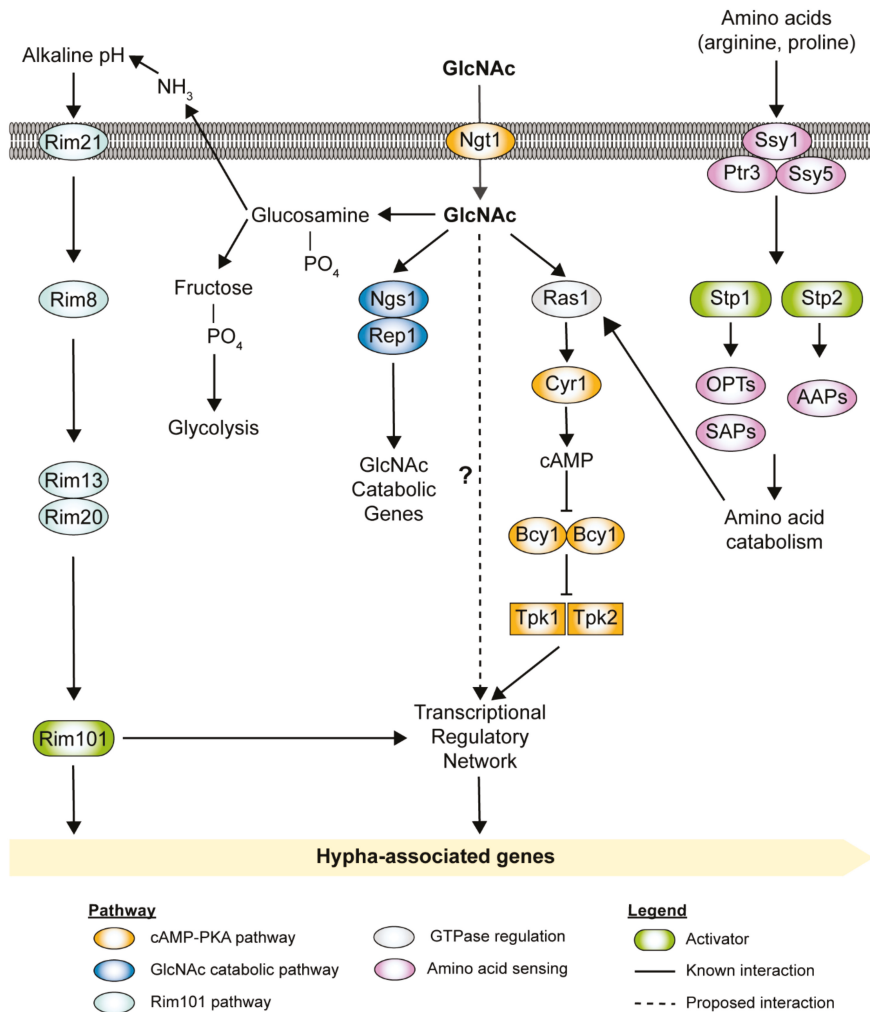 Amino acids
(arginine, proline)
Alkaline pH
NH3
GlcNAc
Rim21
Ngt1
Ssy1
Ptr3
Ssy5
Glucosamine
PO4
GlcNAc
Fructose
PO4
Glycolysis
Rim8
Ngs1
Rep1
Ras1
Stp1
Stp2
Cyr1
OPTs
SAPs
AAPs
GlcNAc
Catabolic
Genes
?
cAMP
Rim13
Rim20
Bcy1
Bcy1
Amino acid
catabolism
Tpk1
Tpk2
Rim101
Transcriptional
Regulatory
Network
Hypha-associated genes
Pathway
cAMP-PKA pathway
GlcNAc catabolic pathway
Rim101 pathway
GTPase regulation
Amino acid sensing
Legend
Activator
Known interaction
Proposed interaction